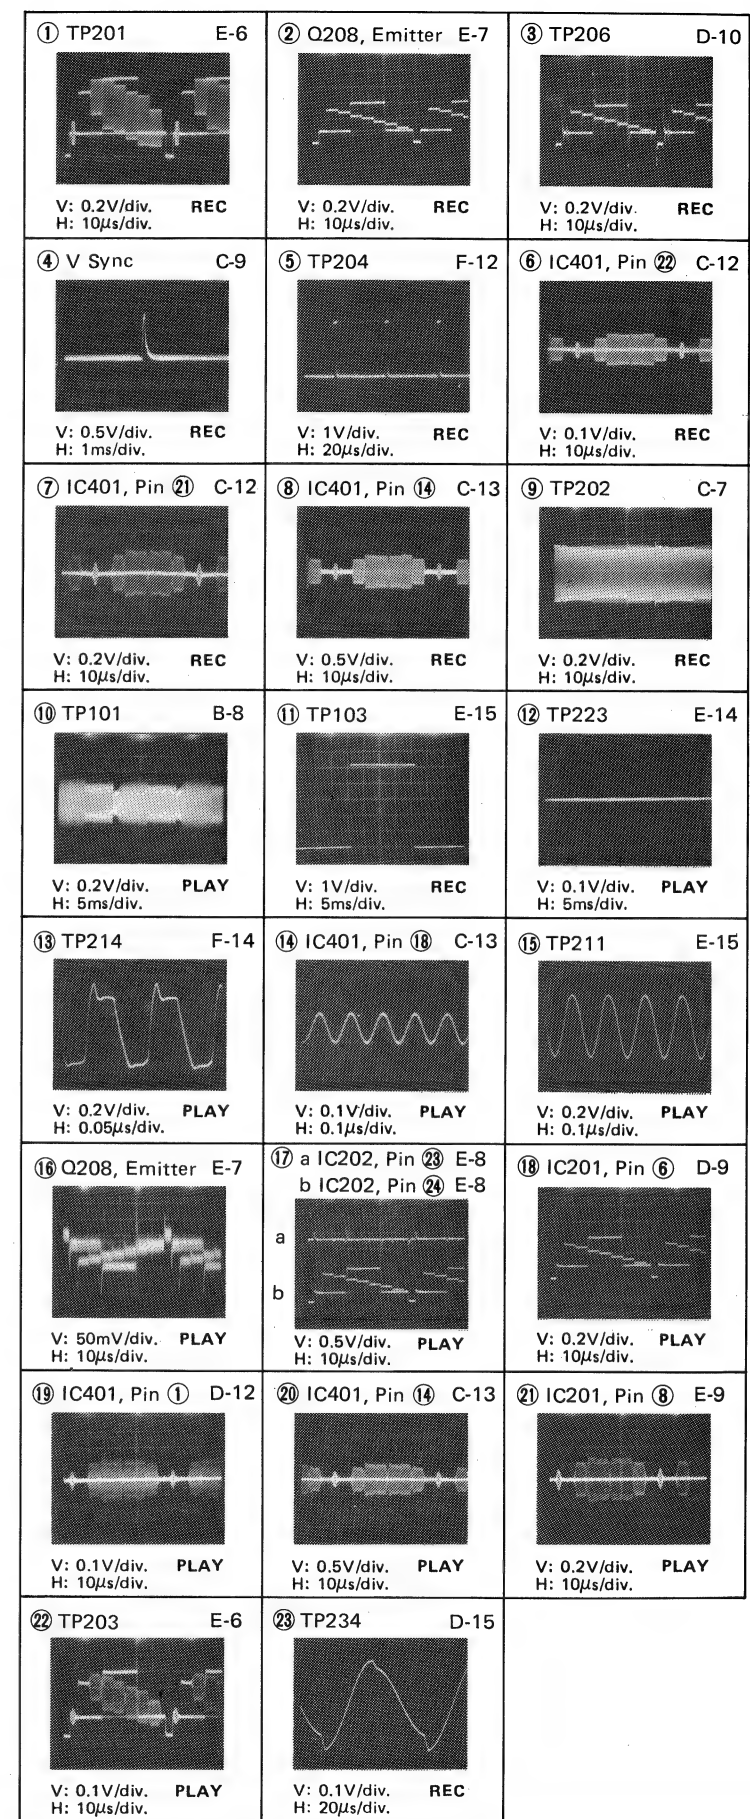 ① TP201 E-6
V: 0.2V/div. REC
H: 10μs/div.
② Q208, Emitter E-7
V: 0.2V/div. REC
H: 10μs/div.
③ TP206 D-10
V: 0.2V/div. REC
H: 10μs/div.
④ V Sync C-9
V: 0.5V/div. REC
H: 1ms/div.
⑤ TP204 F-12
V: 1V/div. REC
H: 20μs/div.
⑥ IC401, Pin ㉒ C-12
V: 0.1V/div. REC
H: 10μs/div.
⑦ IC401, Pin ㉑ C-12
V: 0.2V/div. REC
H: 10μs/div.
⑧ IC401, Pin ⑭ C-13
V: 0.5V/div. REC
H: 10μs/div.
⑨ TP202 C-7
V: 0.2V/div. REC
H: 10μs/div.
⑩ TP101 B-8
V: 0.2V/div. PLAY
H: 5ms/div.
⑪ TP103 E-15
V: 1V/div. REC
H: 5ms/div.
⑫ TP223 E-14
V: 0.1V/div. PLAY
H: 5ms/div.
⑬ TP214 F-14
V: 0.2V/div. PLAY
H: 0.05μs/div.
⑭ IC401, Pin ⑱ C-13
V: 0.1V/div. PLAY
H: 0.1μs/div.
⑮ TP211 E-15
V: 0.2V/div. PLAY
H: 0.1μs/div.
⑯ Q208, Emitter E-7
V: 50mV/div. PLAY
H: 10μs/div.
⑰ a IC202, Pin ㉓ E-8
b IC202, Pin ㉔ E-8
a
b
V: 0.5V/div. PLAY
H: 10μs/div.
⑱ IC201, Pin ⑥ D-9
V: 0.2V/div. PLAY
H: 10μs/div.
⑲ IC401, Pin ① D-12
V: 0.1V/div. PLAY
H: 10μs/div.
⑳ IC401, Pin ⑭ C-13
V: 0.5V/div. PLAY
H: 10μs/div.
㉑ IC201, Pin ⑧ E-9
V: 0.2V/div. PLAY
H: 10μs/div.
㉒ TP203 E-6
V: 0.1V/div. PLAY
H: 10μs/div.
㉓ TP234 D-15
V: 0.1V/div. REC
H: 20μs/div.